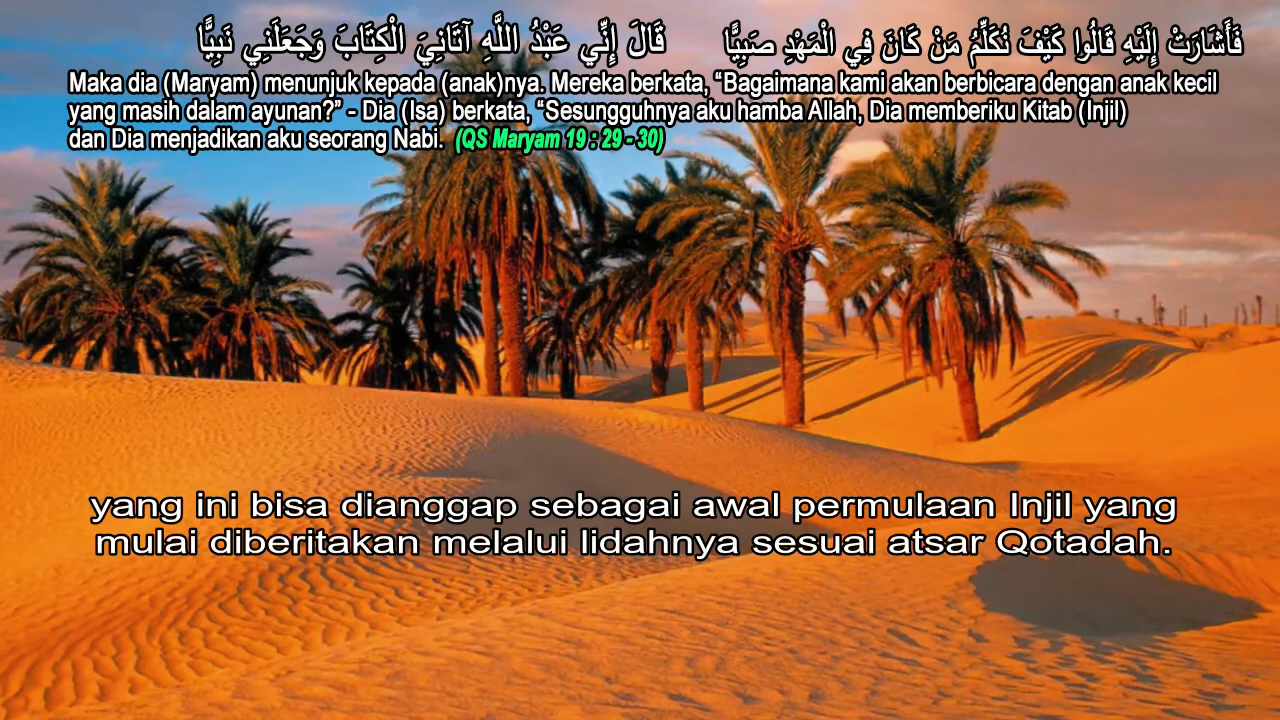 فَأَشَارَتْ إِلَيْهِ قَالُوا كَيْفَ نُكَلِّمُ مَنْ كَانَ فِي الْمَهْدِ صَبِيًّا قَالَ إِنِّي عَبْدُ اللَّهِ آتَانِيَ الْكِتَابَ وَجَعَلَنِي نَبِيًّا
Maka dia (Maryam) menunjuk kepada (anak)nya. Mereka berkata, “Bagaimana kami akan berbicara dengan anak kecil
yang masih dalam ayunan?” - Dia (Isa) berkata, “Sesungguhnya aku hamba Allah, Dia memberiku Kitab (Injil)
dan Dia menjadikan aku seorang Nabi. (QS Maryam 19 : 29 - 30)
yang ini bisa dianggap sebagai awal permulaan Injil yang
mulai diberitakan melalui lidahnya sesuai atsar Qotadah.